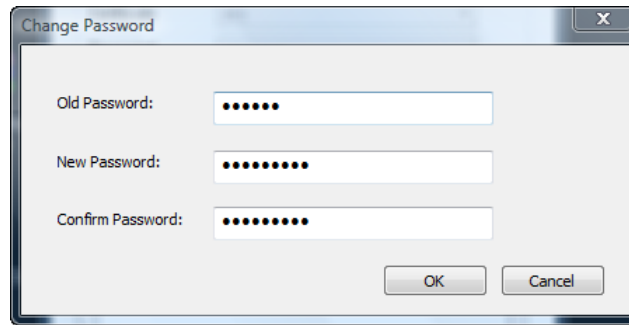 Change Password
X
Old Password: ••••••
New Password: •••••••••
Confirm Password: •••••••••
OK Cancel